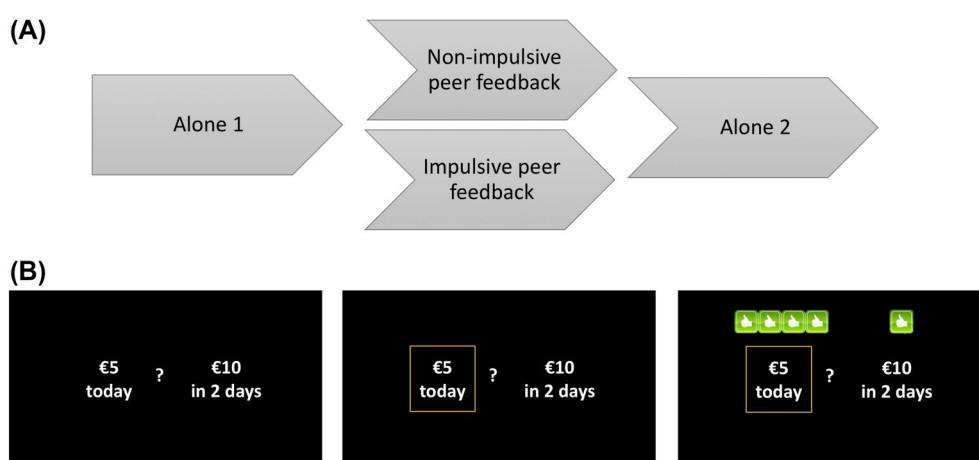 (A)
Alone 1
Non-impulsive
peer feedback
Impulsive peer
feedback
Alone 2
(B)
€5
today
?
€10
in 2 days
€5
today
?
€10
in 2 days
€5
today
?
€10
in 2 days